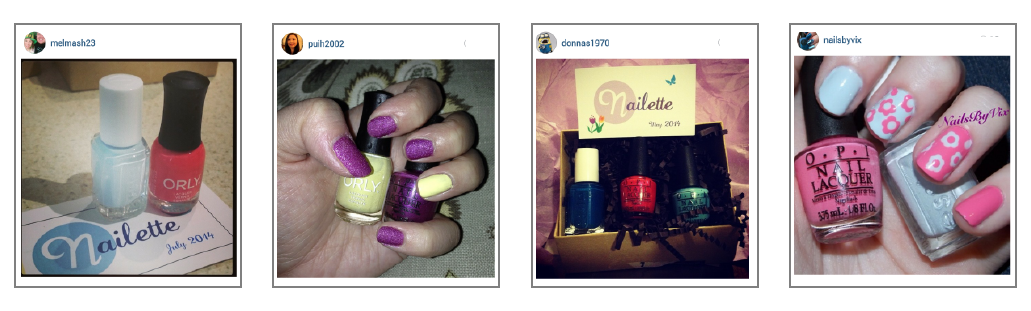 melmash23
ORLY
Nailette
July 2014
puih2002
ORLY
donnas1970
Nailette
May 2014
nailsbyvix
NailsByVix
O·P·I
NAIL
LACQUER